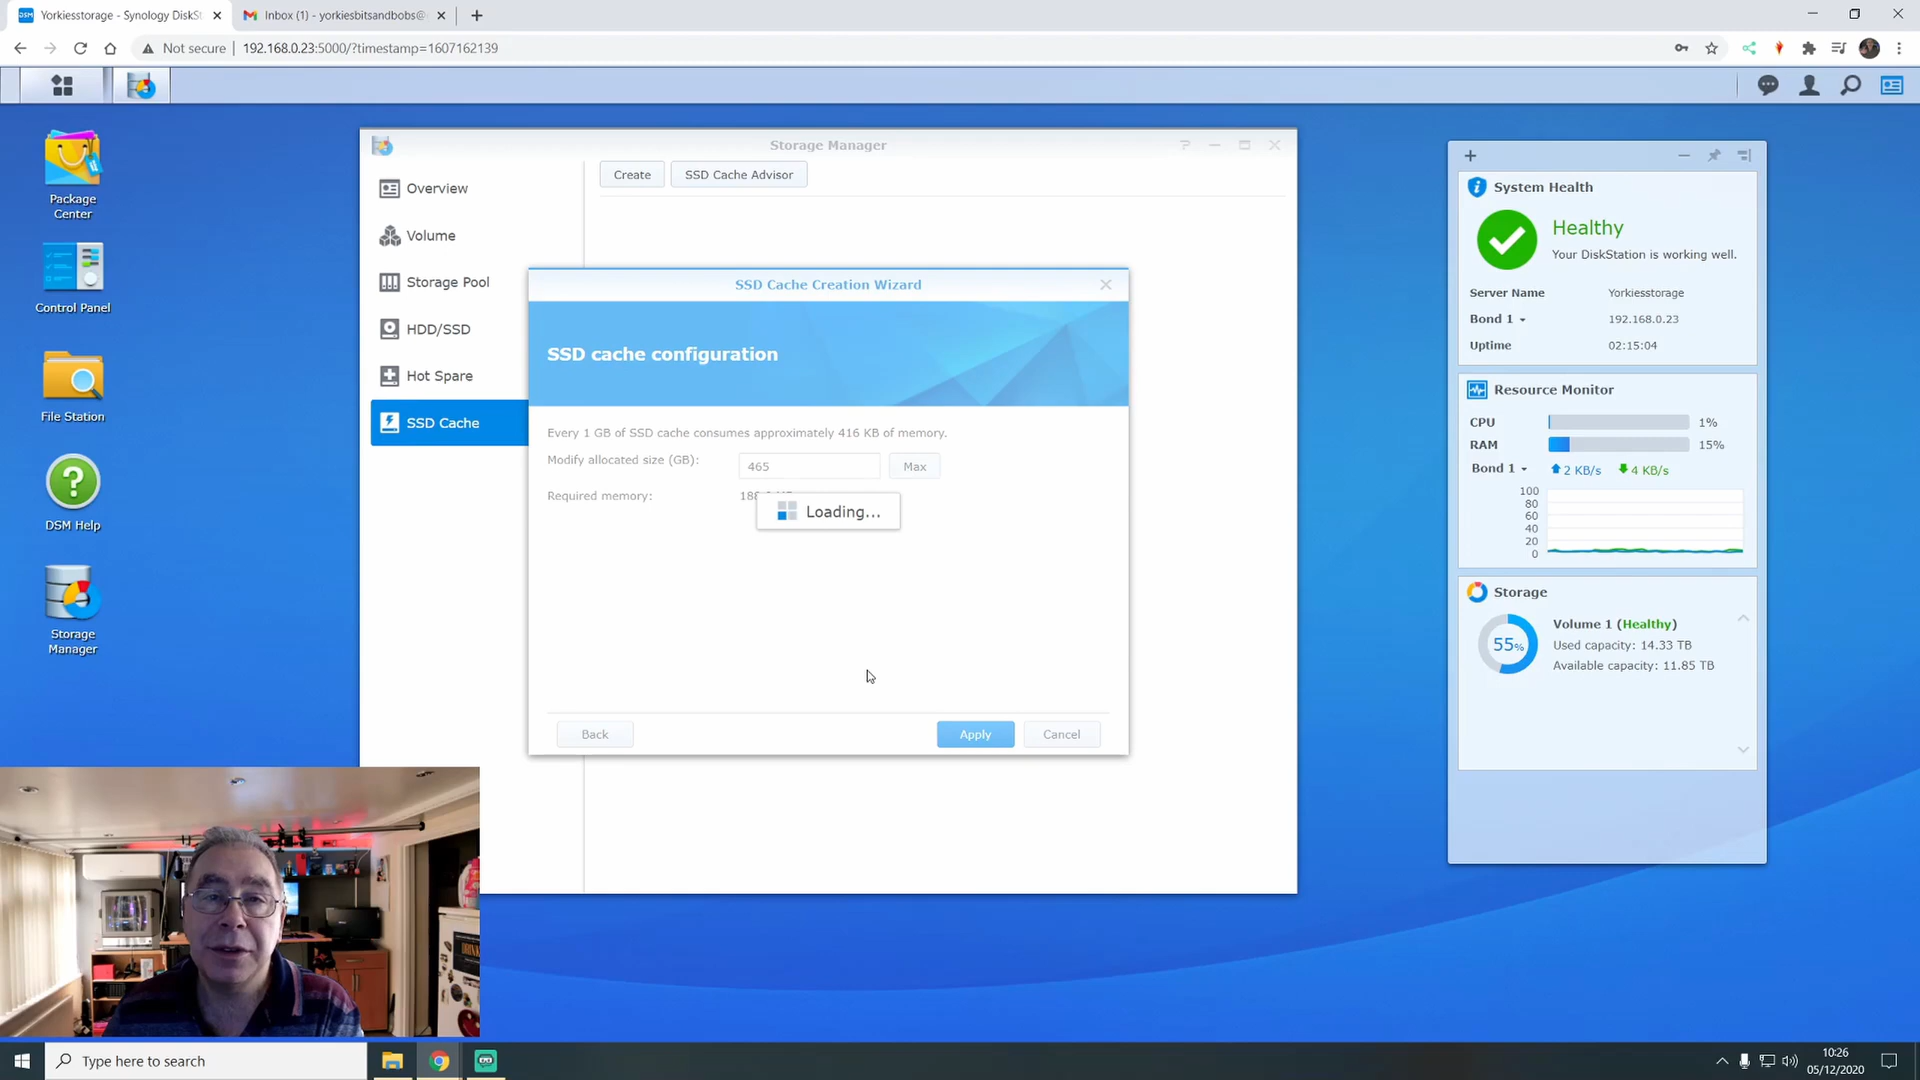 Yorkiesstorage - Synology DiskSt
Inbox (1) - yorkiesbitsandbobs@
Not secure
192.168.0.23:5000/?timestamp=1607162139
Package
Center
Control Panel
File Station
DSM Help
Storage
Manager
Storage Manager
Overview
Volume
Storage Pool
HDD/SSD
Hot Spare
SSD Cache
Create
SSD Cache Advisor
SSD Cache Creation Wizard
SSD cache configuration
Every 1 GB of SSD cache consumes approximately 416 KB of memory.
Modify allocated size (GB): 465 Max
Required memory:
Loading...
Back
Apply
Cancel
System Health
Healthy
Your DiskStation is working well.
Server Name Yorkiesstorage
Bond 1 192.168.0.23
Uptime 02:15:04
Resource Monitor
CPU 1%
RAM 15%
Bond 1 2 KB/s 4 KB/s
100
80
60
40
20
0
Storage
55%
Volume 1 (Healthy)
Used capacity: 14.33 TB
Available capacity: 11.85 TB
Type here to search
10:26
05/12/2020